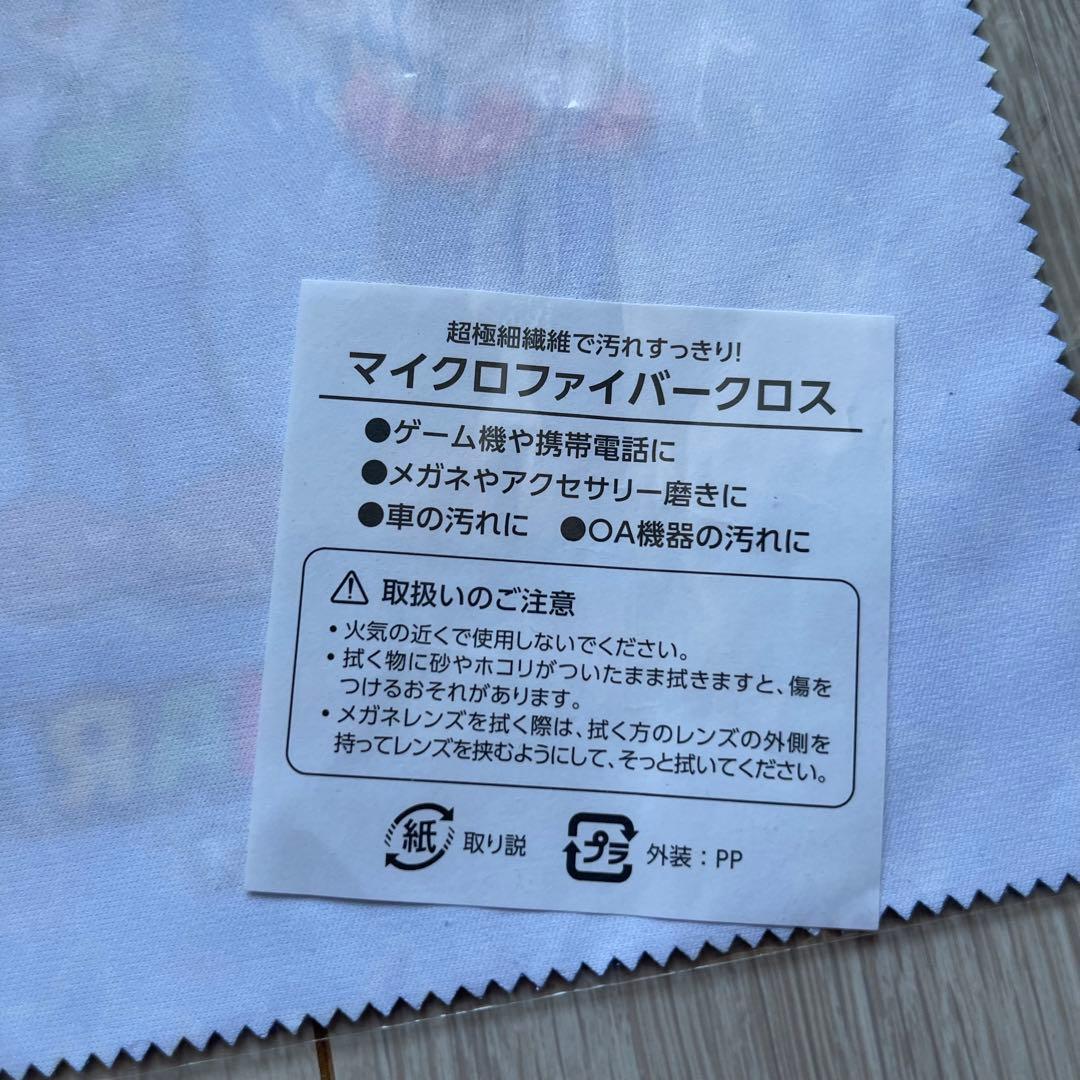 超極細繊維で汚れすっきり!
マイクロファイバークロス
●ゲーム機や携帯電話に
●メガネやアクセサリー磨きに
●車の汚れに ●OA機器の汚れに
取扱いのご注意
・火気の近くで使用しないでください。
・拭く物に砂やホコリがついたまま拭きますと、傷を
つけるおそれがあります。
・メガネレンズを拭く際は、拭く方のレンズの外側を
持ってレンズを挟むようにして、そっと拭いてください。
紙 取り説 プラ 外装:PP